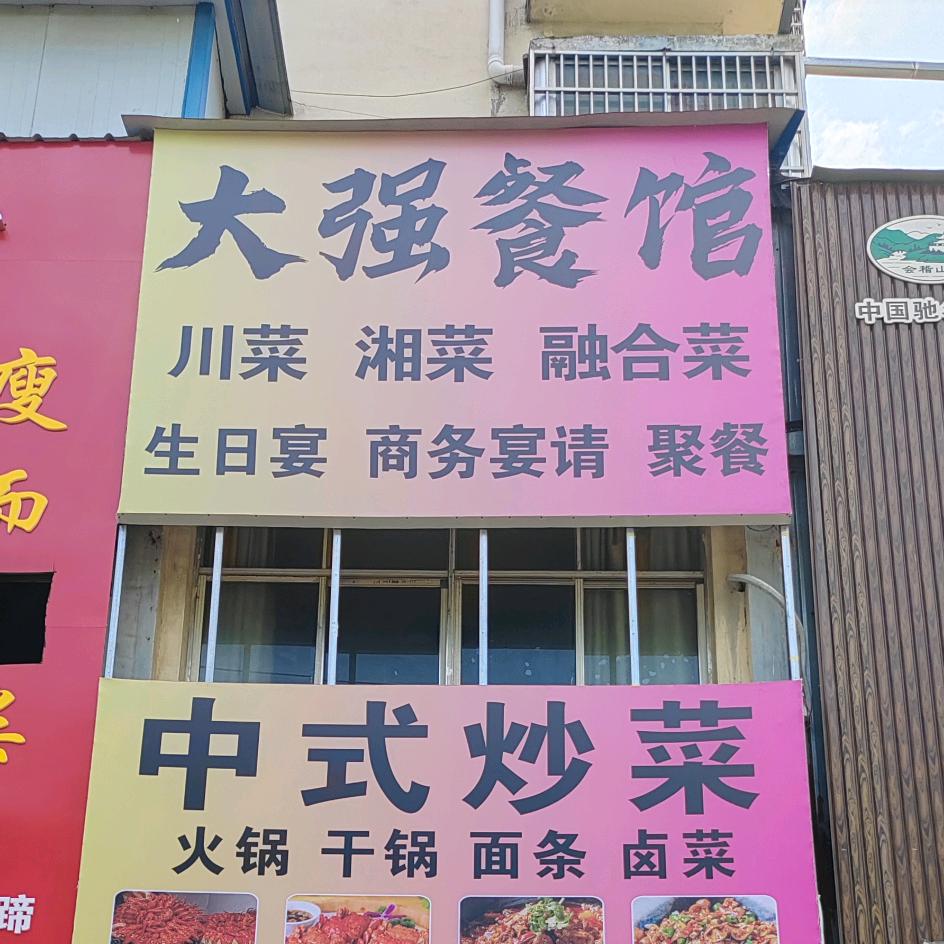 大强餐馆
川菜 湘菜 融合菜
生日宴 商务宴请 聚餐
中式炒菜
火锅 干锅 面条 卤菜
瘦
蹄
会稽山
中国驰